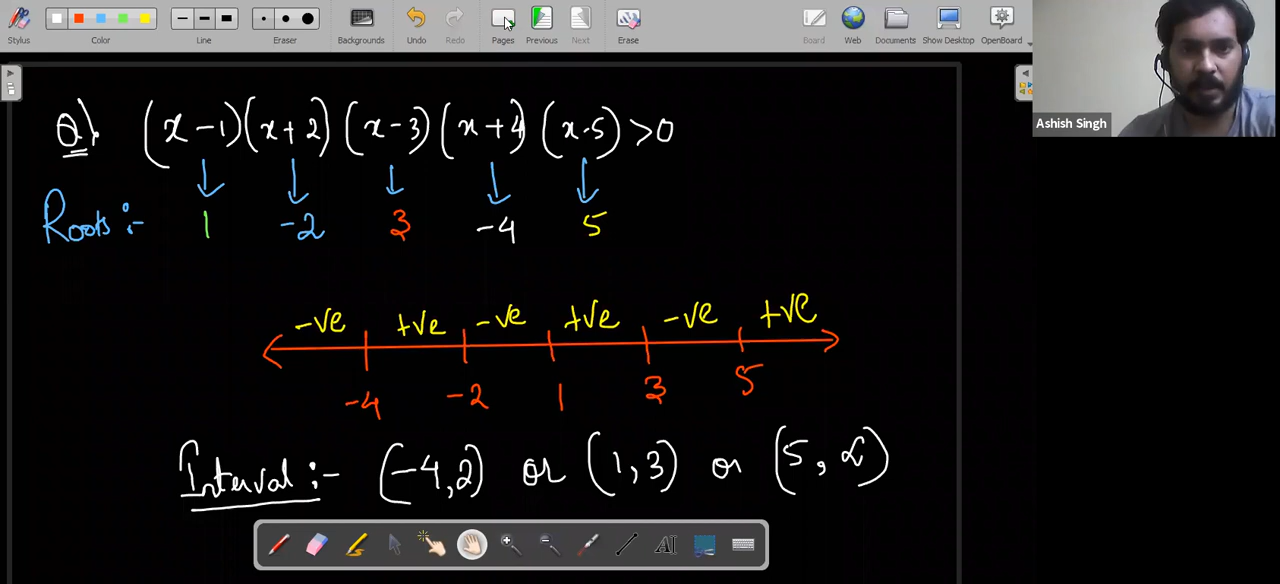 Stylus Color Line Eraser Backgrounds Undo Redo Pages Previous Next Erase Board Web Documents Show Desktop OpenBoard
Ashish Singh
Q). (x-1)(x+2)(x-3)(x+4)(x-5)>0
Roots:- 1 -2 3 -4 5
-ve +ve -ve +ve -ve +ve
-4 -2 1 3 5
Interval:- (-4,2) or (1,3) or (5,∞)
AI